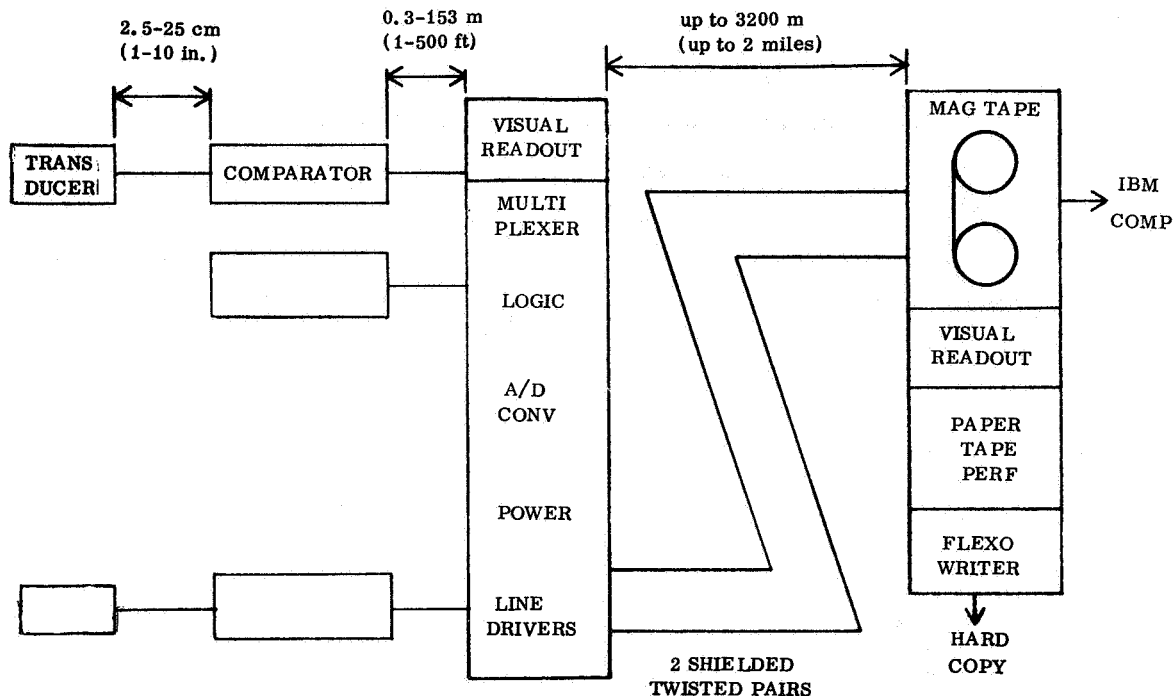 2.5-25 cm
(1-10 in.)
0.3-153 m
(1-500 ft)
up to 3200 m
(up to 2 miles)
TRANS
DUCER
COMPARATOR
VISUAL
READOUT
MULTI
PLEXER
LOGIC
A/D
CONV
POWER
LINE
DRIVERS
2 SHIELDED
TWISTED PAIRS
MAG TAPE
IBM
COMP
VISUAL
READOUT
PAPER
TAPE
PERF
FLEXO
WRITER
HARD
COPY